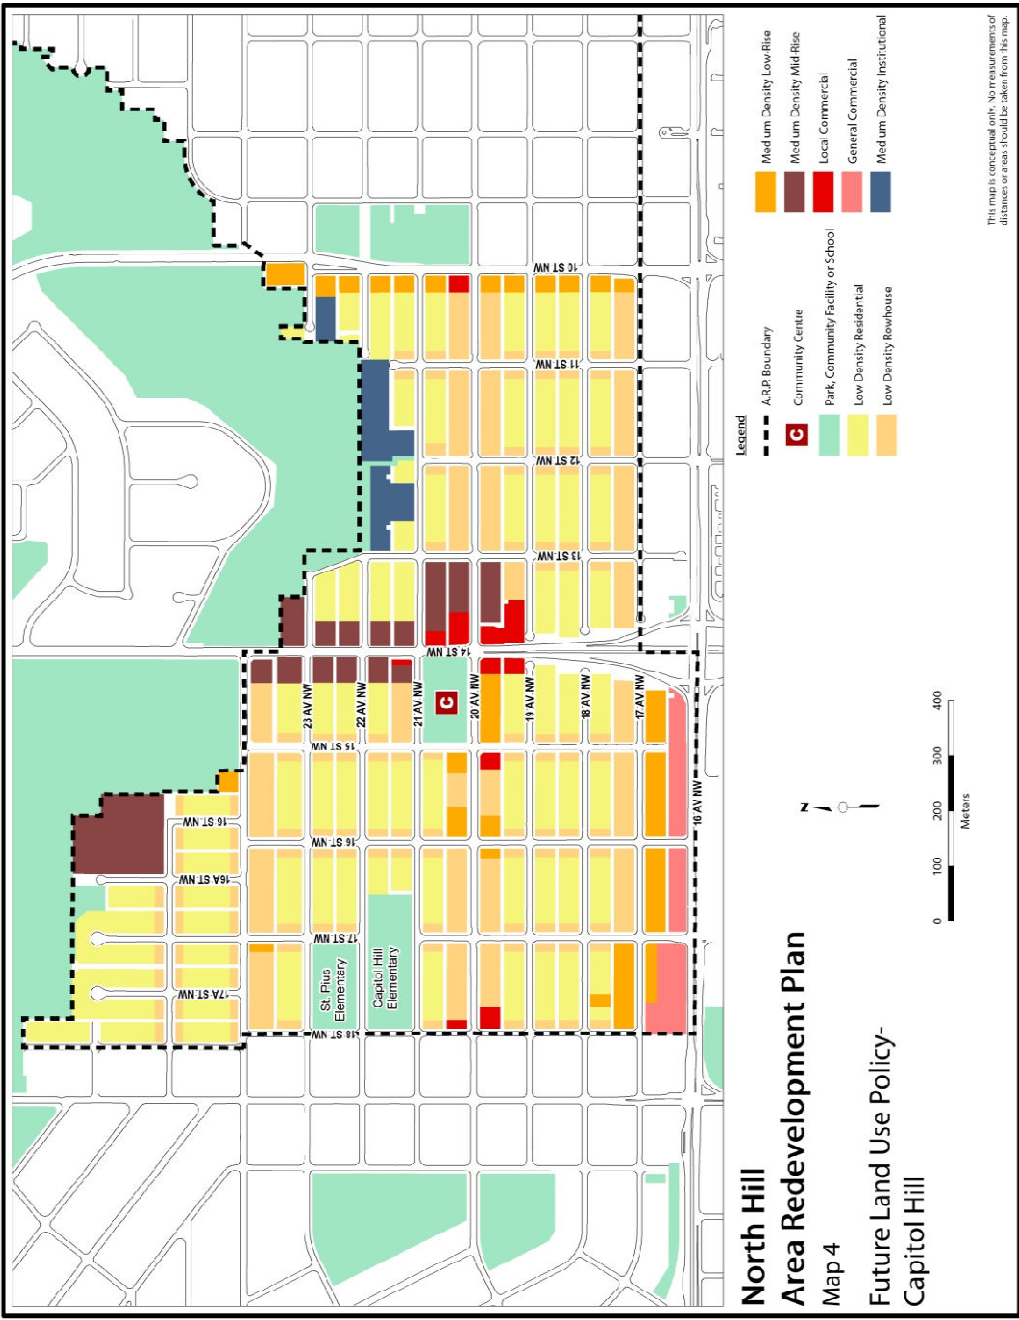 North Hill
Area Redevelopment Plan
Map 4
Future Land Use Policy-
Capitol Hill
Legend
A.R.P. Boundary
C
Community Centre
Park, Community Facility or School
Low Density Residential
Low Density Rowhouse
Medium Density Low-Rise
Medium Density Mid-Rise
Local Commercial
General Commercial
Medium Density Institutional
This map is conceptual only. No measurements of
distances or areas should be taken from this map.
0
100
200
300
400
Meters
N
10 ST NW
11 ST NW
12 ST NW
13 ST NW
14 ST NW
15 ST NW
16 ST NW
16 ST NW
16A ST NW
17 ST NW
17A ST NW
18 ST NW
23 AV NW
22 AV NW
21 AV NW
20 AV NW
19 AV NW
18 AV NW
17 AV NW
16 AV NW
C
St. Pius
Elementary
Capitol Hill
Elementary